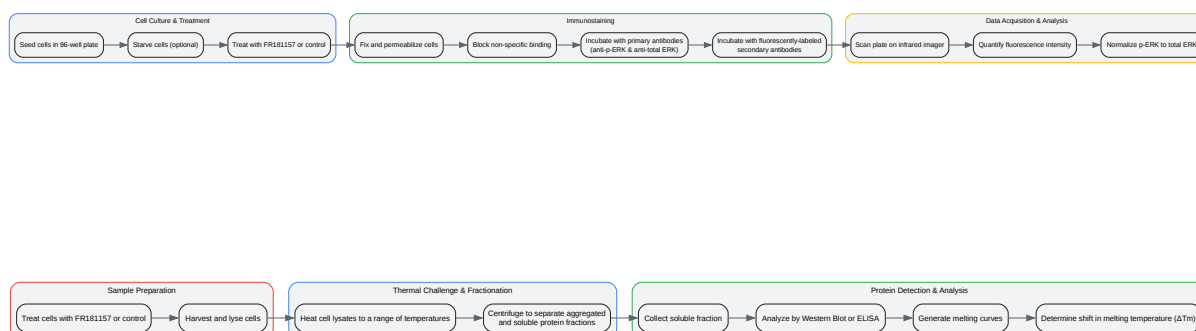 Cell Culture & Treatment
Seed cells in 96-well plate
Starve cells (optional)
Treat with FR181157 or control
Immunostaining
Fix and permeabilize cells
Block non-specific binding
Incubate with primary antibodies
(anti-p-ERK & anti-total ERK)
Incubate with fluorescently-labeled
secondary antibodies
Data Acquisition & Analysis
Scan plate on infrared imager
Quantify fluorescence intensity
Normalize p-ERK to total ERK
Sample Preparation
Treat cells with FR181157 or control
Harvest and lyse cells
Thermal Challenge & Fractionation
Heat cell lysates to a range of temperatures
Centrifuge to separate aggregated
and soluble protein fractions
Protein Detection & Analysis
Collect soluble fraction
Analyze by Western Blot or ELISA
Generate melting curves
Determine shift in melting temperature (ΔTm)